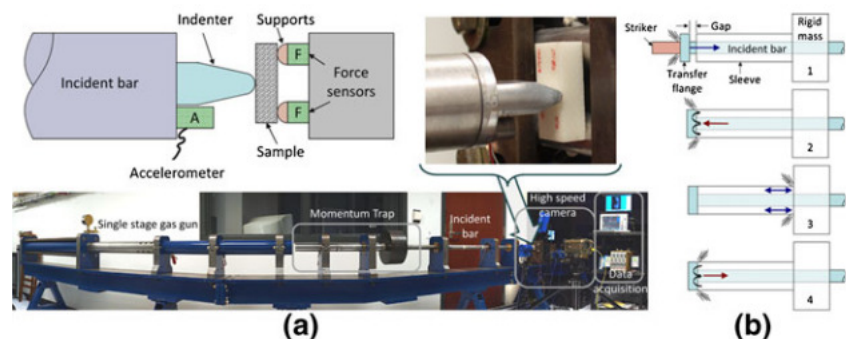 Indenter
Supports
Incident bar
F
F
Force
sensors
A
Sample
Accelerometer
Single stage gas gun
Momentum Trap
Incident
bar
High speed
camera
Data
acquisition
(a)
Striker
Gap
Incident bar
Rigid
mass
Transfer
flange
Sleeve
1
2
3
4
(b)